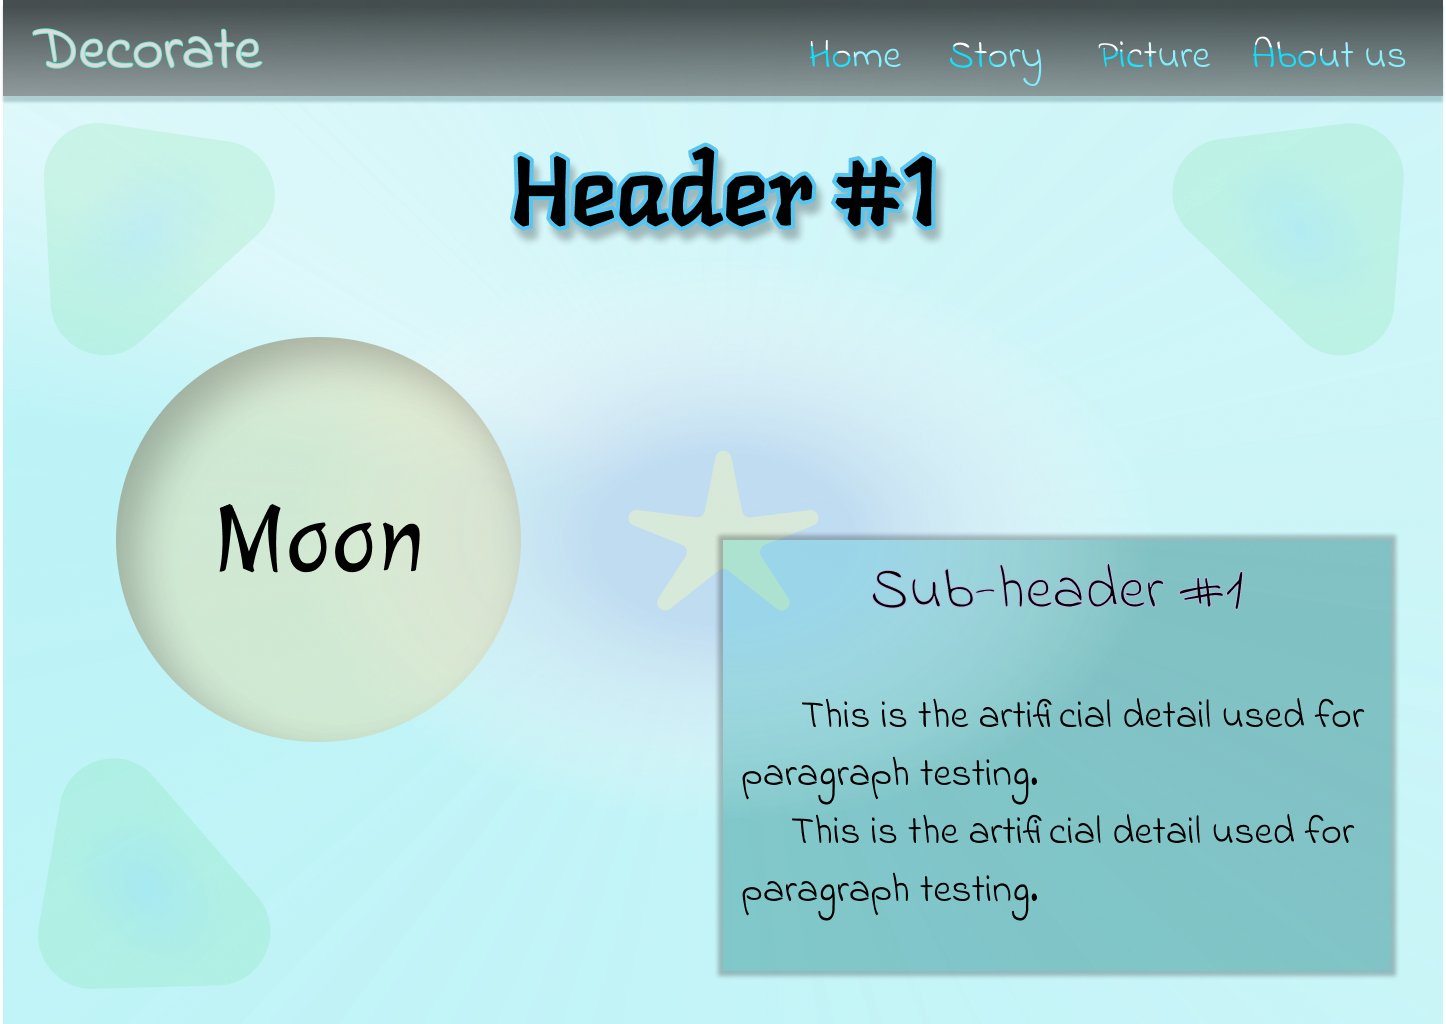 Decorate
Home Story Picture About us
Header #1
Moon
Sub-header #1
This is the artificial detail used for
paragraph testing.
This is the artificial detail used for
paragraph testing.